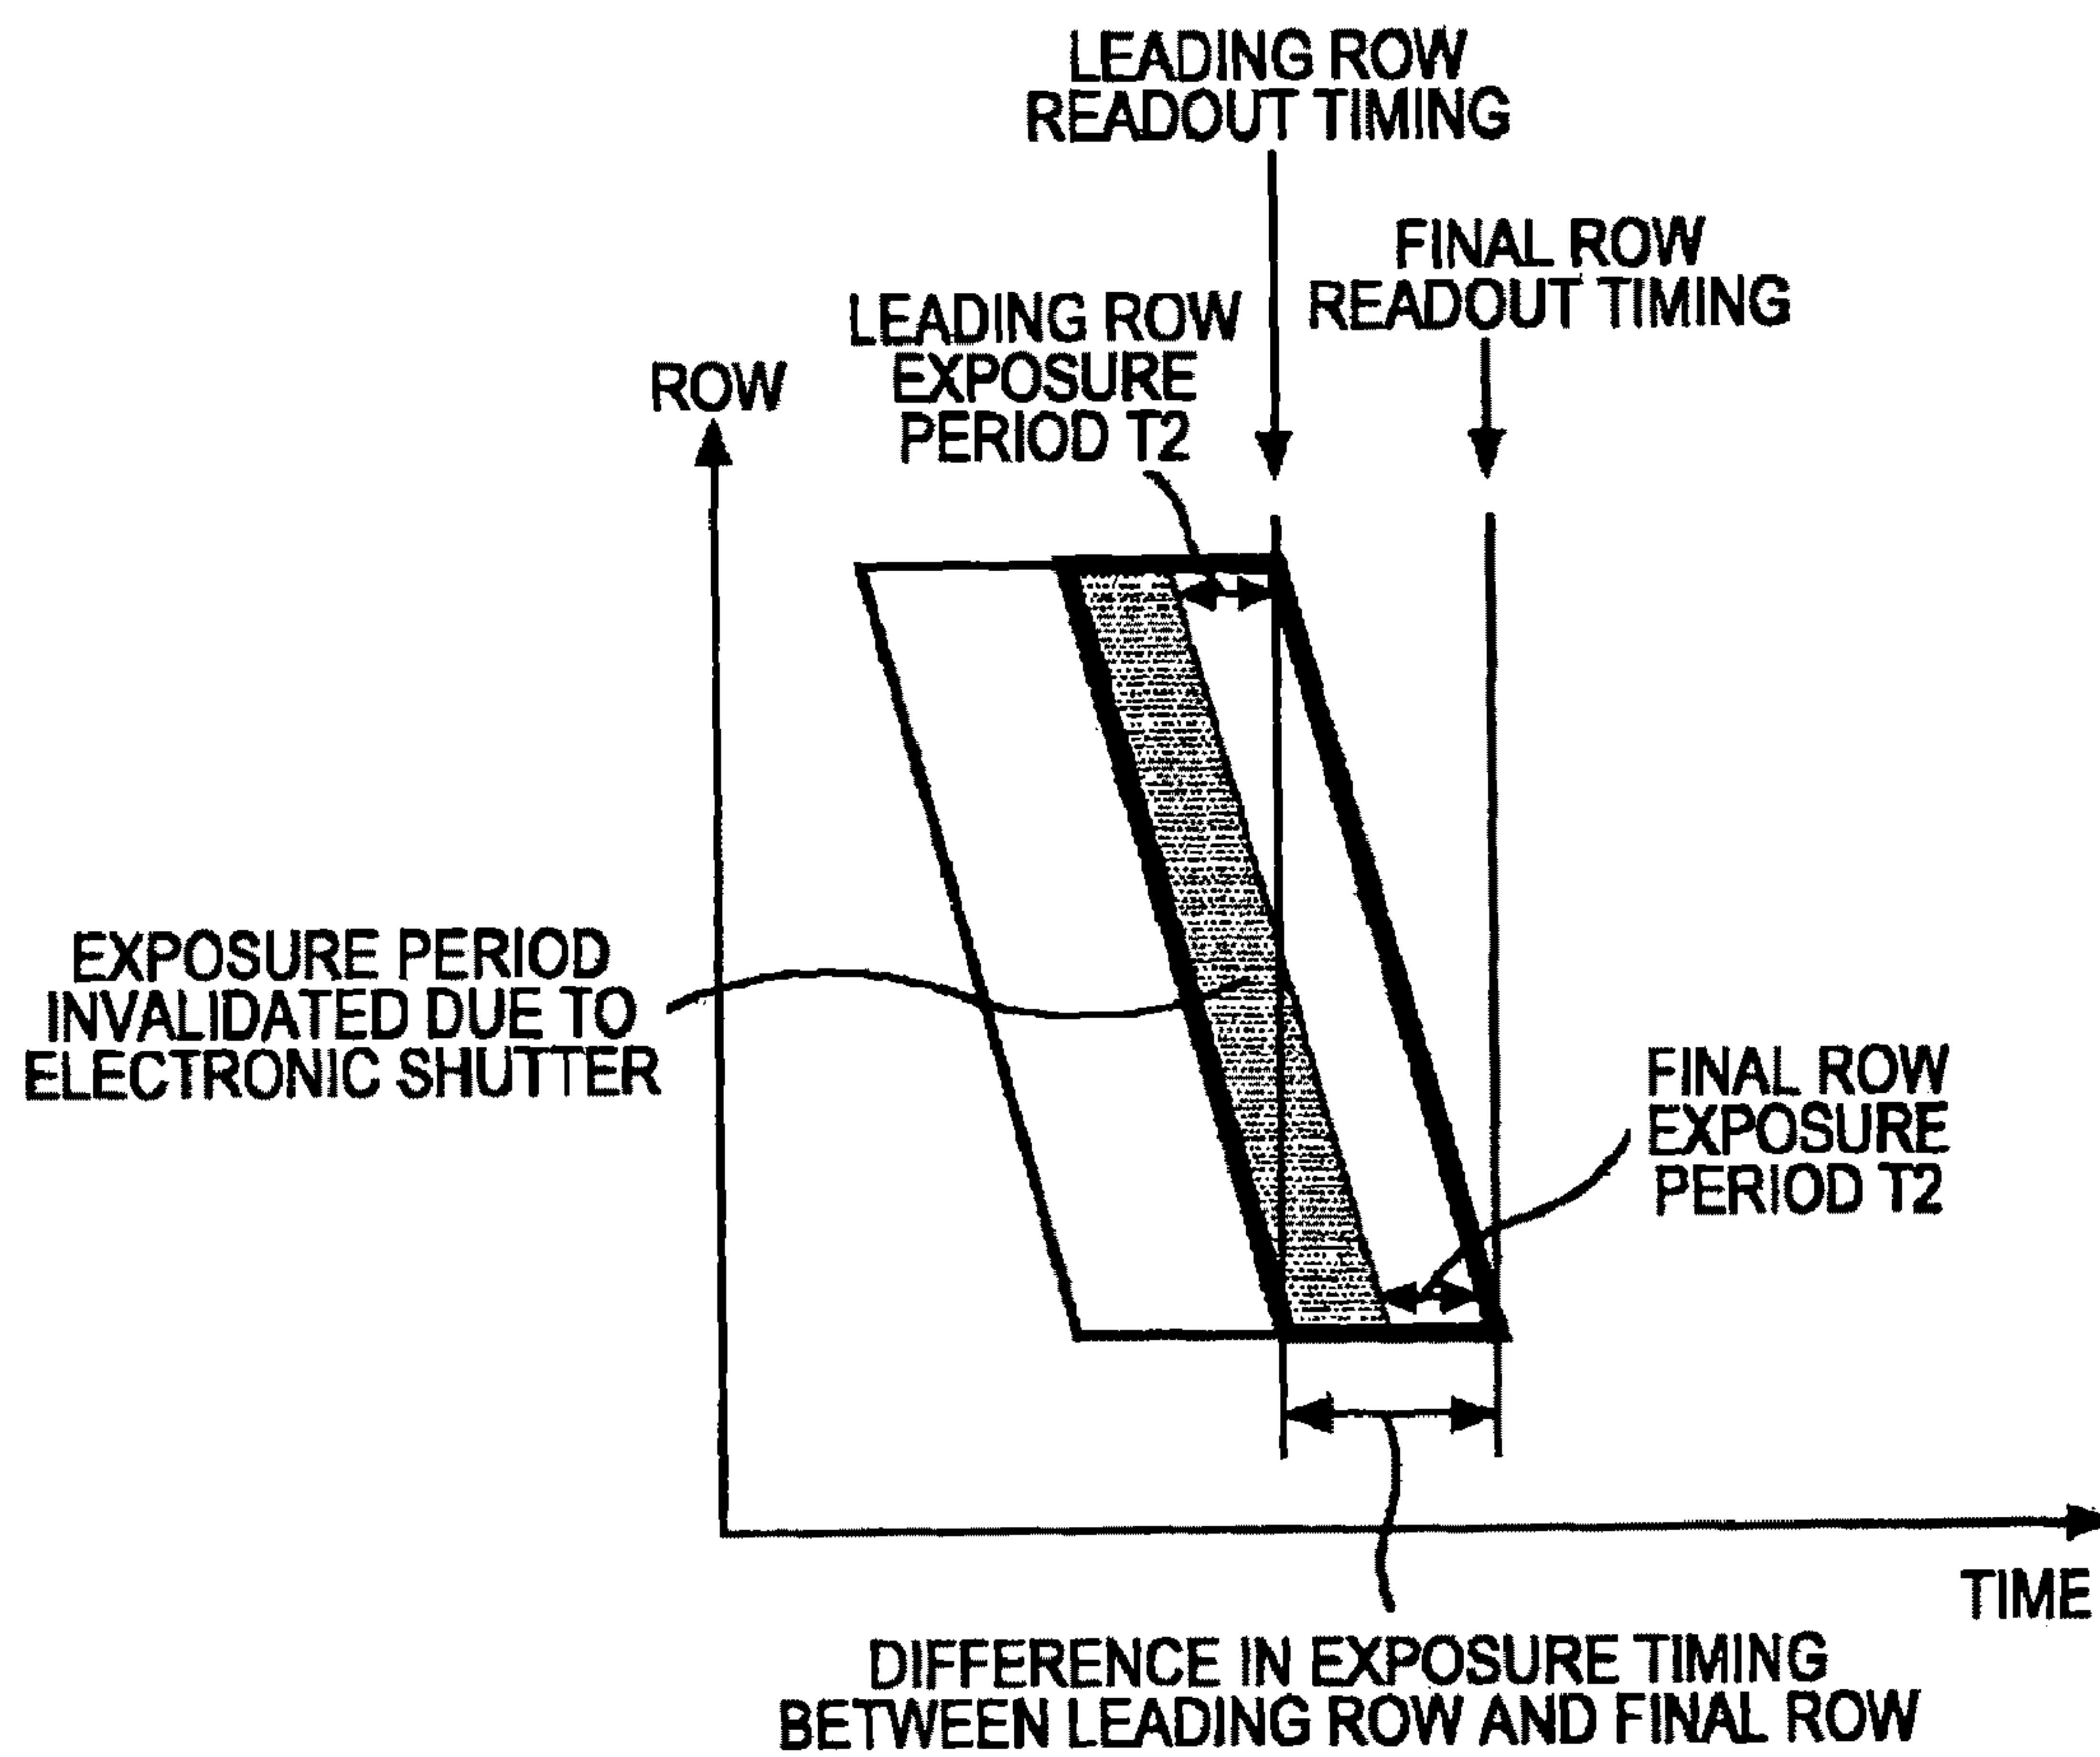 LEADING ROW
READOUT TIMING
FINAL ROW
READOUT TIMING
LEADING ROW
EXPOSURE
PERIOD T2
ROW
EXPOSURE PERIOD
INVALIDATED DUE TO
ELECTRONIC SHUTTER
FINAL ROW
EXPOSURE
PERIOD T2
TIME
DIFFERENCE IN EXPOSURE TIMING
BETWEEN LEADING ROW AND FINAL ROW